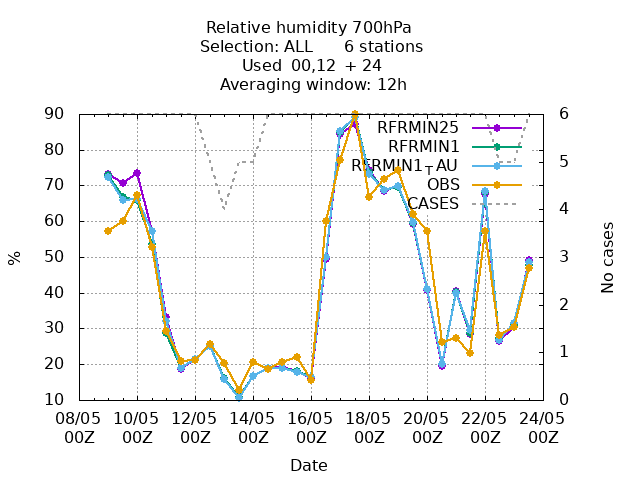 Relative humidity 700hPa
Selection: ALL 6 stations
Used 00,12 + 24
Averaging window: 12h
90
80
70
60
50
40
30
20
10
%
6
5
4
3
2
1
0
No cases
RFRMIN25
RFRMIN1
RFRMIN1TAU
OBS
CASES
08/05 10/05 12/05 14/05 16/05 18/05 20/05 22/05 24/05
00Z 00Z 00Z 00Z 00Z 00Z 00Z 00Z 00Z
Date